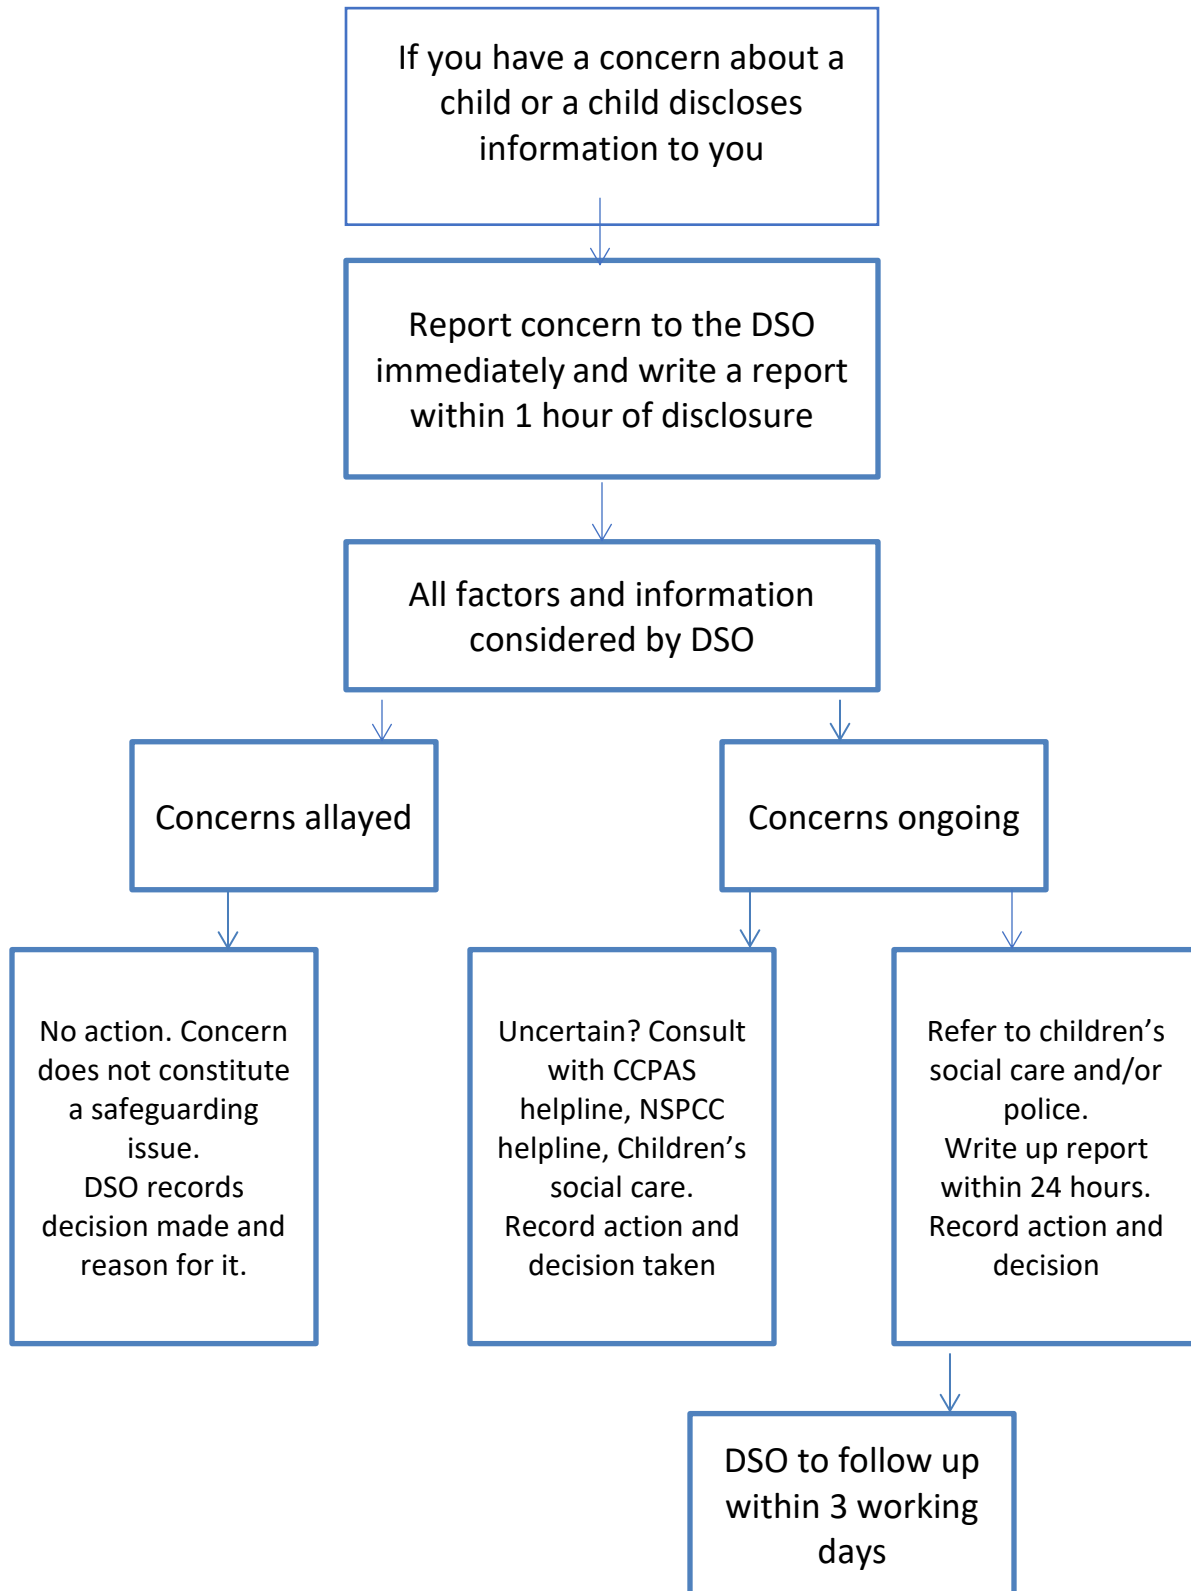 If you have a concern about a
child or a child discloses
information to you
Report concern to the DSO
immediately and write a report
within 1 hour of disclosure
All factors and information
considered by DSO
Concerns allayed
Concerns ongoing
No action. Concern
does not constitute
a safeguarding
issue.
DSO records
decision made and
reason for it.
Uncertain? Consult
with CCPAS
helpline, NSPCC
helpline, Children’s
social care.
Record action and
decision taken
Refer to children’s
social care and/or
police.
Write up report
within 24 hours.
Record action and
decision
DSO to follow up
within 3 working
days